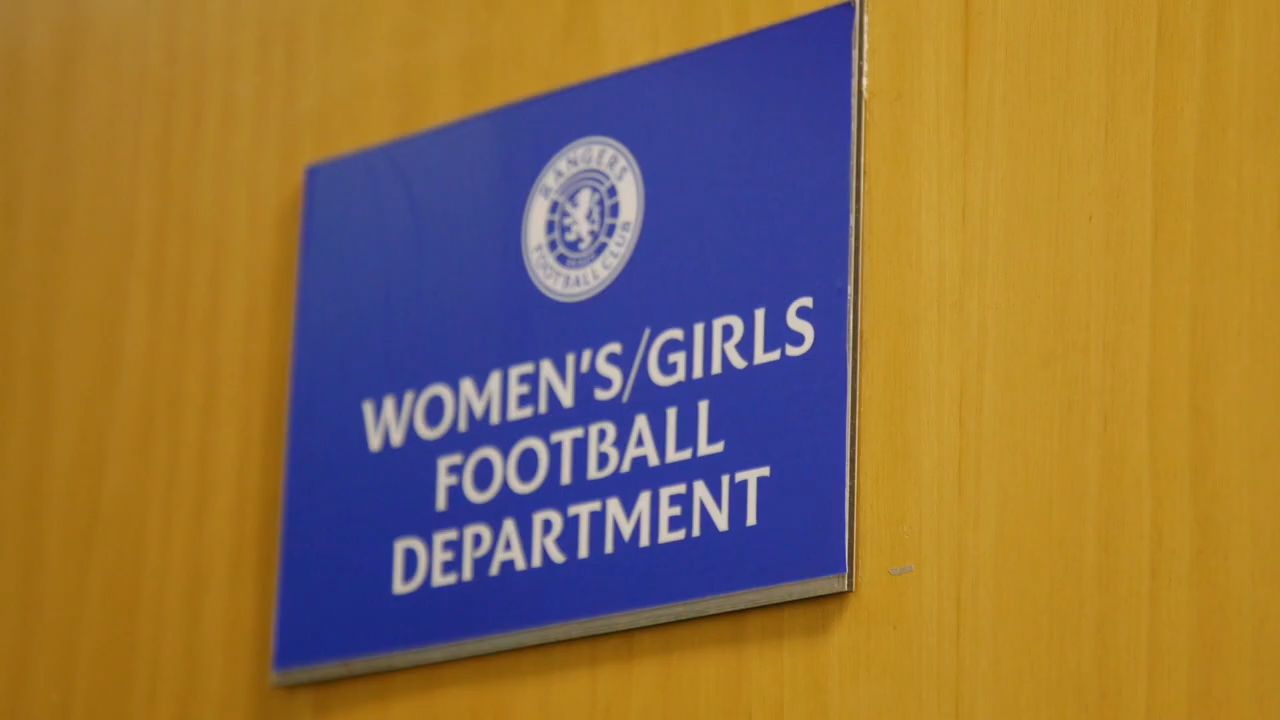 RANGERS
FOOTBALL CLUB
WOMEN'S/GIRLS
FOOTBALL
DEPARTMENT